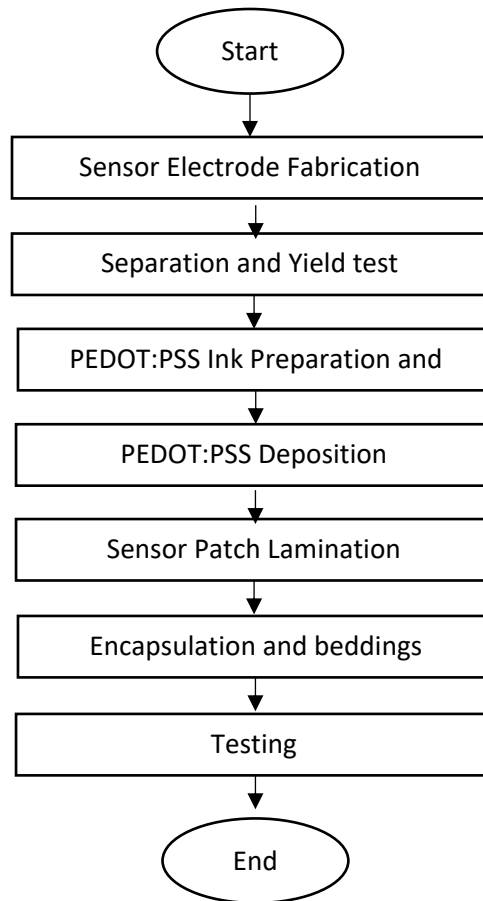 Start
Sensor Electrode Fabrication
Separation and Yield test
PEDOT:PSS Ink Preparation and
PEDOT:PSS Deposition
Sensor Patch Lamination
Encapsulation and beddings
Testing
End